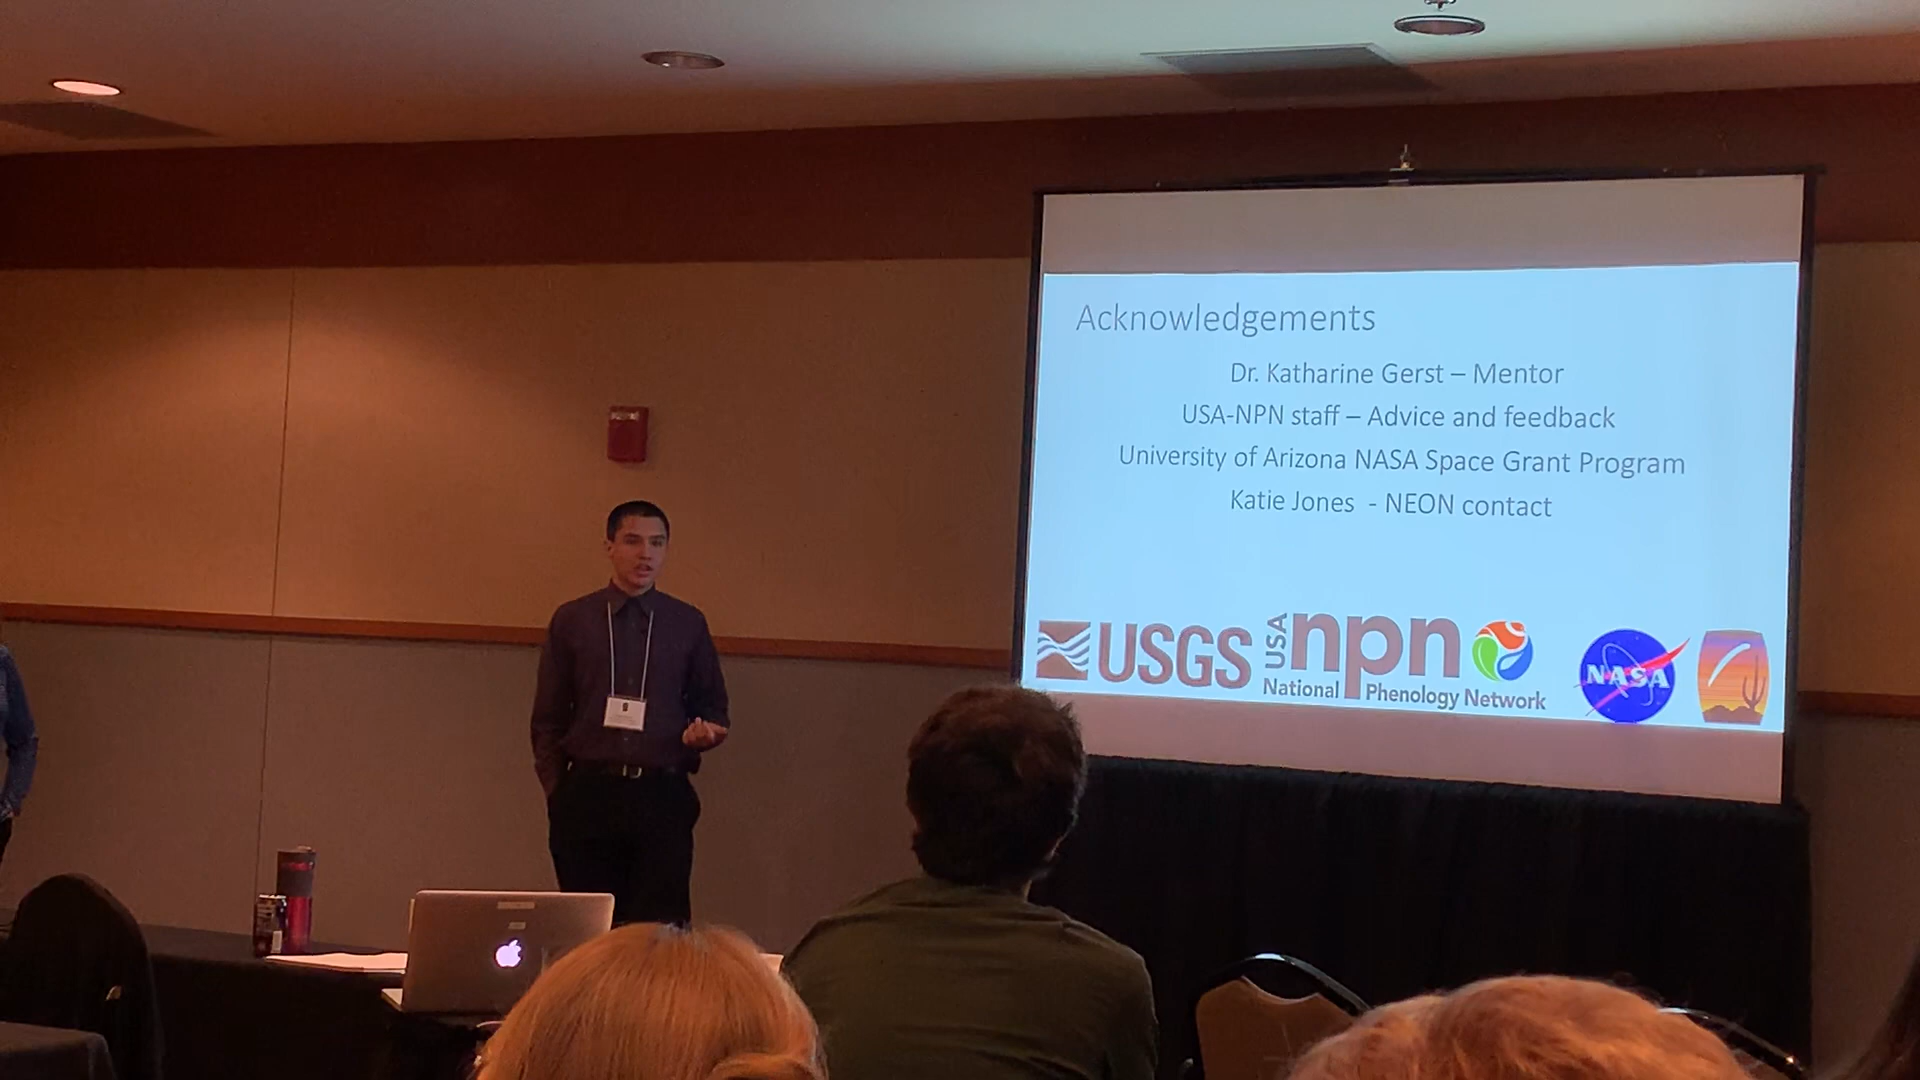 Acknowledgements
Dr. Katharine Gerst – Mentor
USA-NPN staff – Advice and feedback
University of Arizona NASA Space Grant Program
Katie Jones - NEON contact
USGS
USA npn
National Phenology Network
NASA